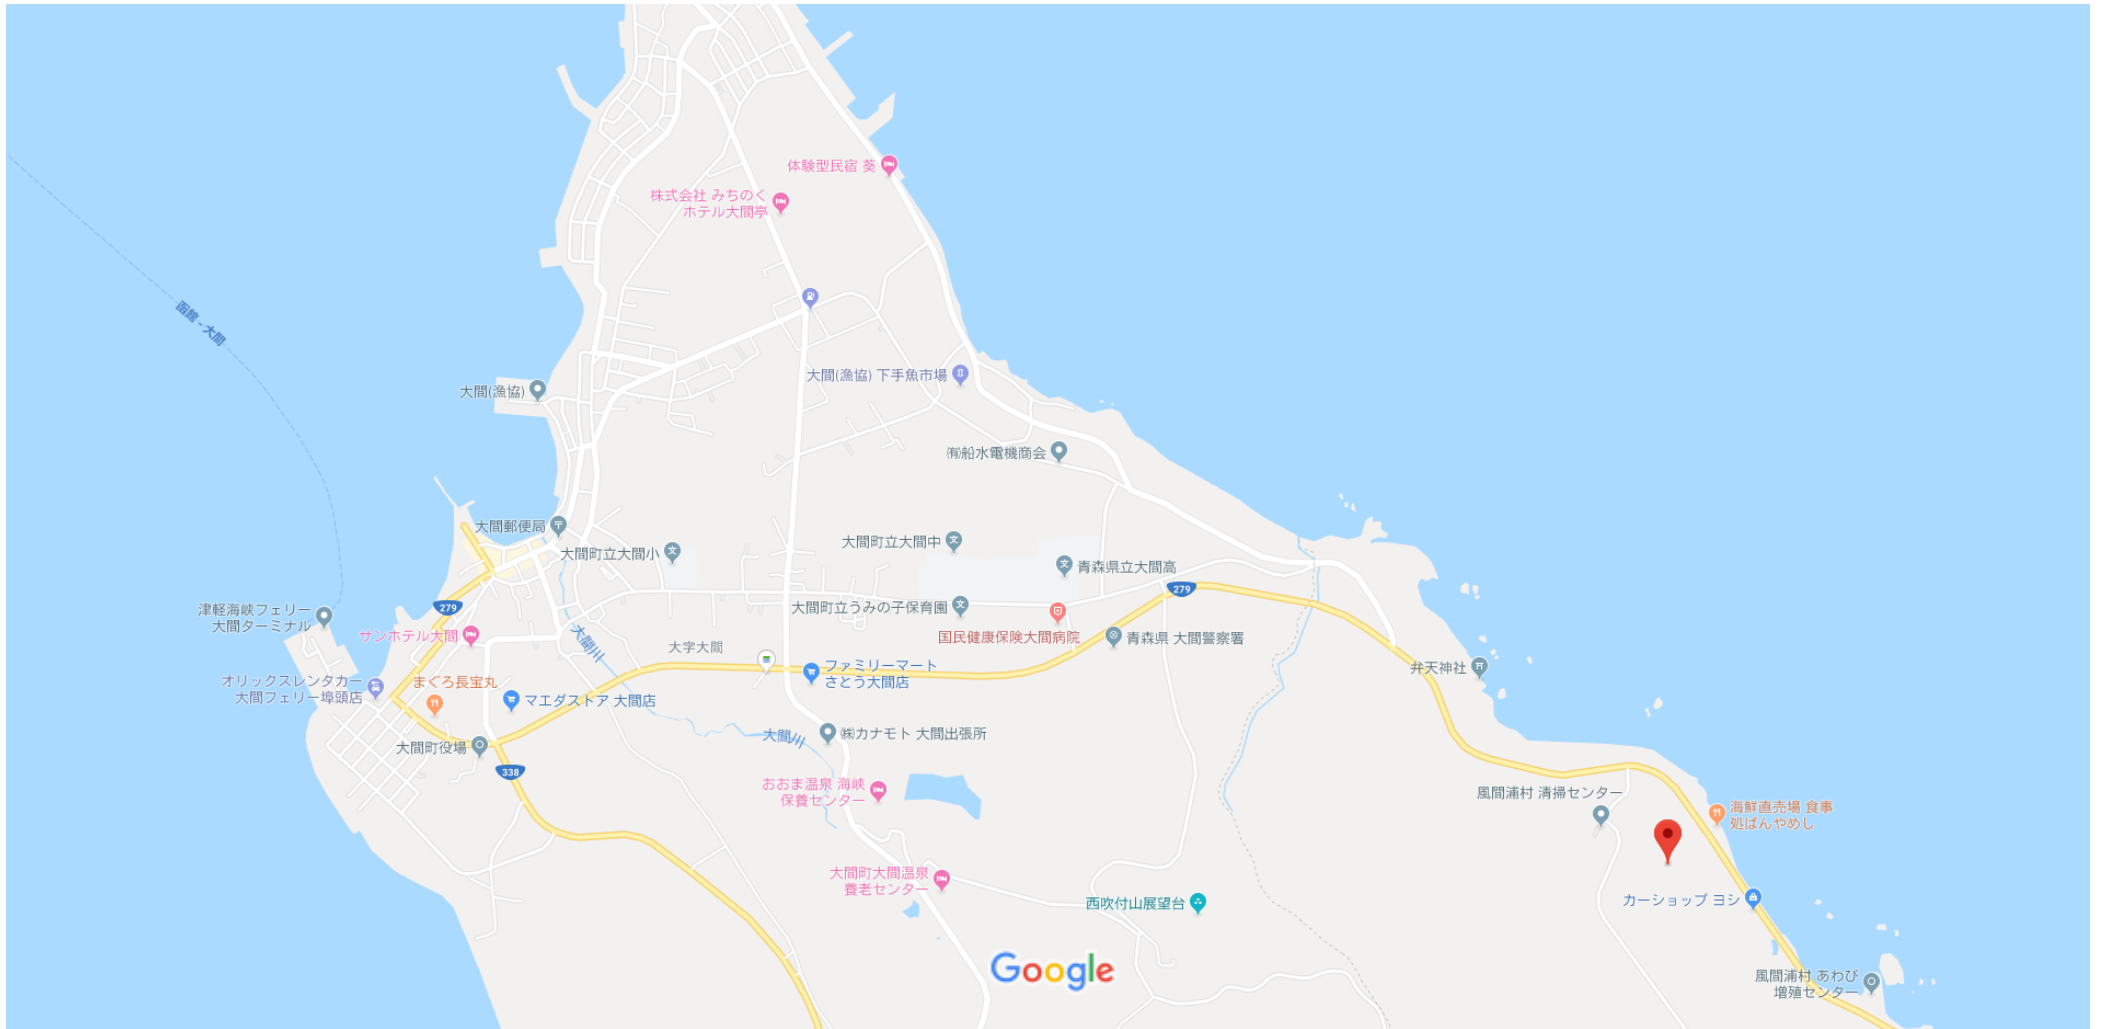 体験型民宿 葵
株式会社 みちのく
ホテル大間亭
函館 - 大間
大間(漁協) 下手魚市場
大間(漁協)
㈲船水電機商会
大間郵便局
大間町立大間小
大間町立大間中
青森県立大間高
279
279
津軽海峡フェリー
大間ターミナル
大間町立うみの子保育園
サンホテル大間
大間川
国民健康保険大間病院
青森県 大間警察署
大字大間
ファミリーマート
さとう大間店
弁天神社
オリックスレンタカー
大間フェリー埠頭店
まぐろ長宝丸
マエダストア 大間店
大間川
㈱カナモト 大間出張所
大間町役場
338
おおま温泉 海峡
保養センター
風間浦村 清掃センター
海鮮直売場 食事
処ばんやめし
大間町大間温泉
養老センター
西吹付山展望台
カーショップ ヨシ
Google
風間浦村 あわび
増殖センター